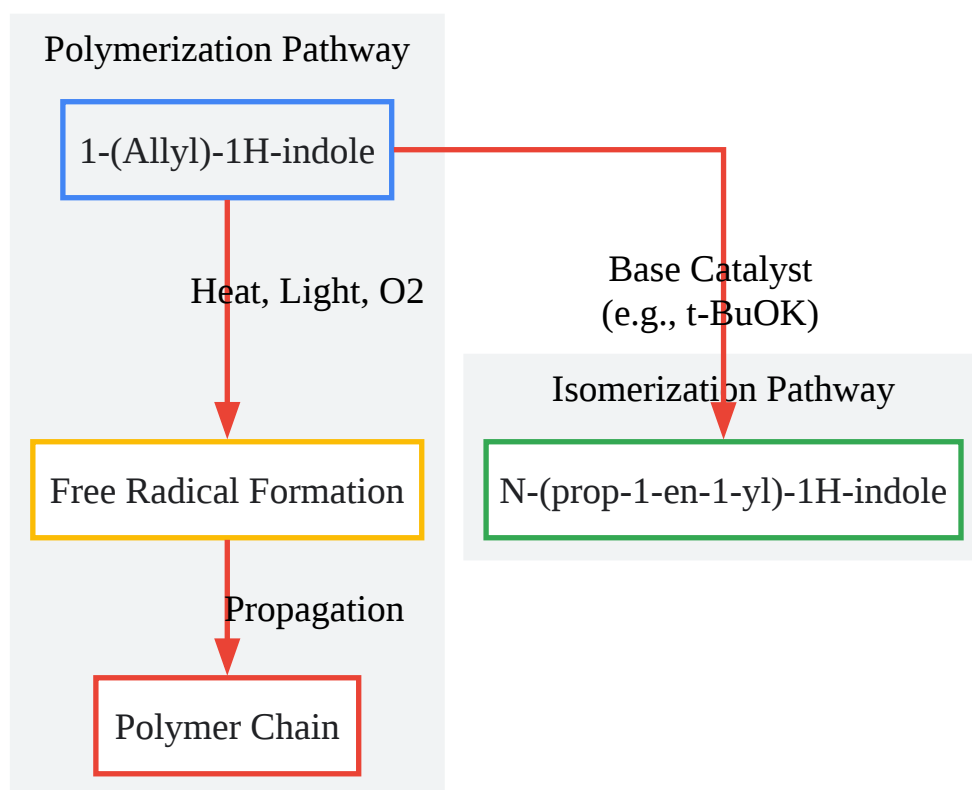 Polymerization Pathway
1-(Allyl)-1H-indole
Heat, Light, O2
Base Catalyst
(e.g., t-BuOK)
Isomerization Pathway
Free Radical Formation
N-(prop-1-en-1-yl)-1H-indole
Propagation
Polymer Chain